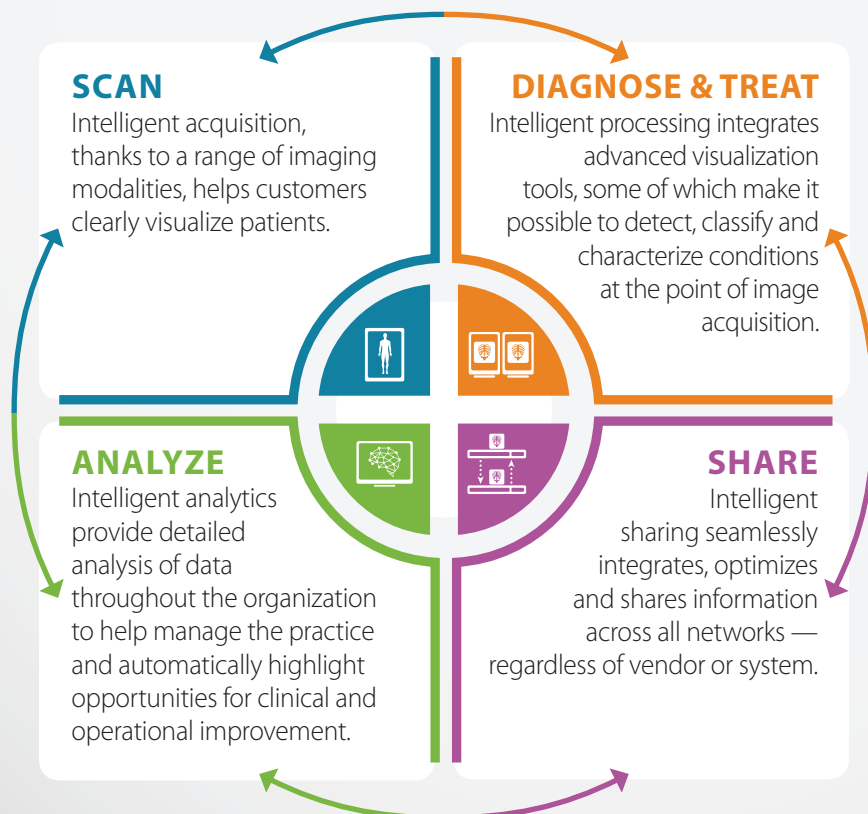 SCAN
Intelligent acquisition,
thanks to a range of imaging
modalities, helps customers
clearly visualize patients.
DIAGNOSE & TREAT
Intelligent processing integrates
advanced visualization
tools, some of which make it
possible to detect, classify and
characterize conditions
at the point of image
acquisition.
ANALYZE
Intelligent analytics
provide detailed
analysis of data
throughout the organization
to help manage the practice
and automatically highlight
opportunities for clinical and
operational improvement.
SHARE
Intelligent
sharing seamlessly
integrates, optimizes
and shares information
across all networks —
regardless of vendor or system.